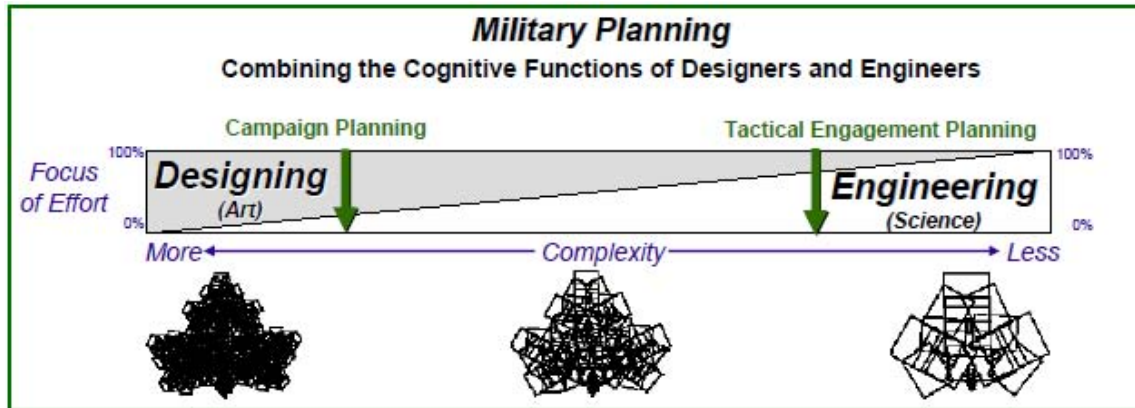 Military Planning
Combining the Cognitive Functions of Designers and Engineers
Campaign Planning
Tactical Engagement Planning
Focus
of Effort
100%
0%
Designing
(Art)
Engineering
(Science)
100%
0%
More
Complexity
Less